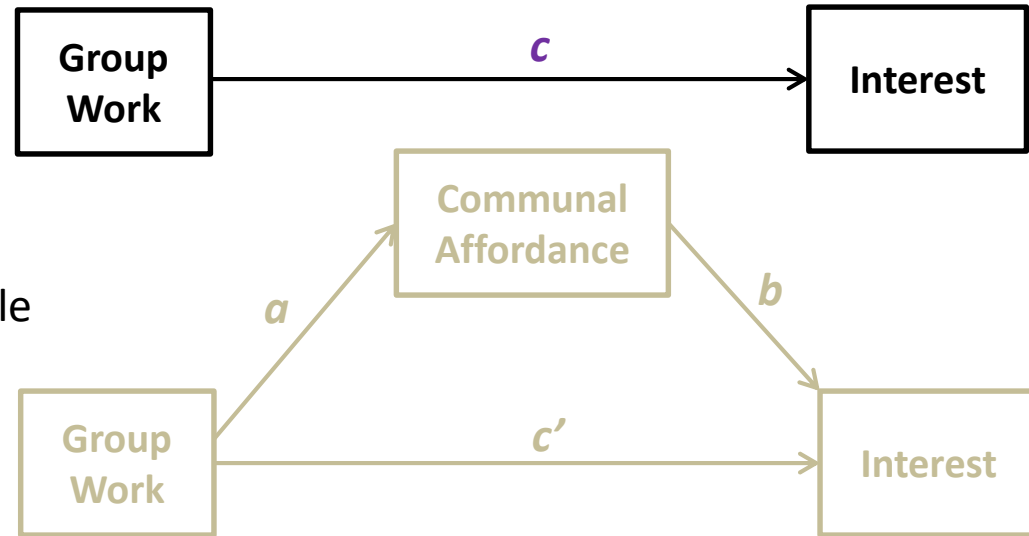 Group
Work
c
Interest
Communal
Affordance
le
a
b
Group
Work
c’
Interest